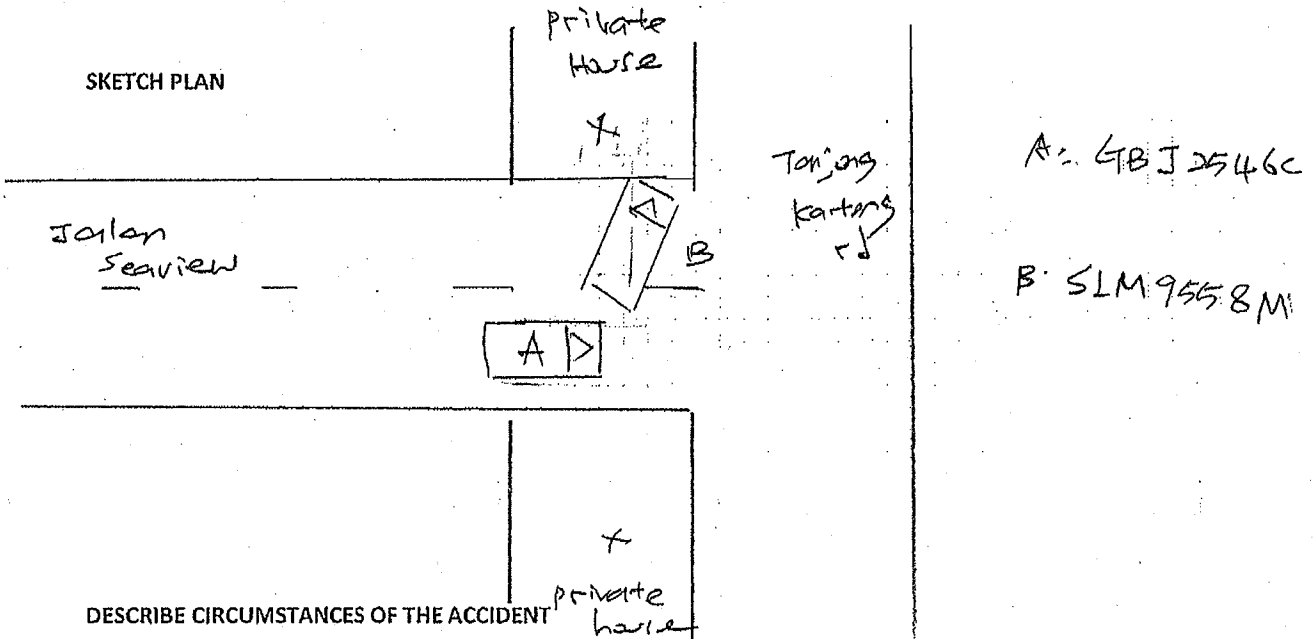 private
House
SKETCH PLAN
X
Tanjong
Katong
rd
A: GBJ2546C
Jalan
Seaview
B
B: SLM9558M
A
X
private
house
DESCRIBE CIRCUMSTANCES OF THE ACCIDENT